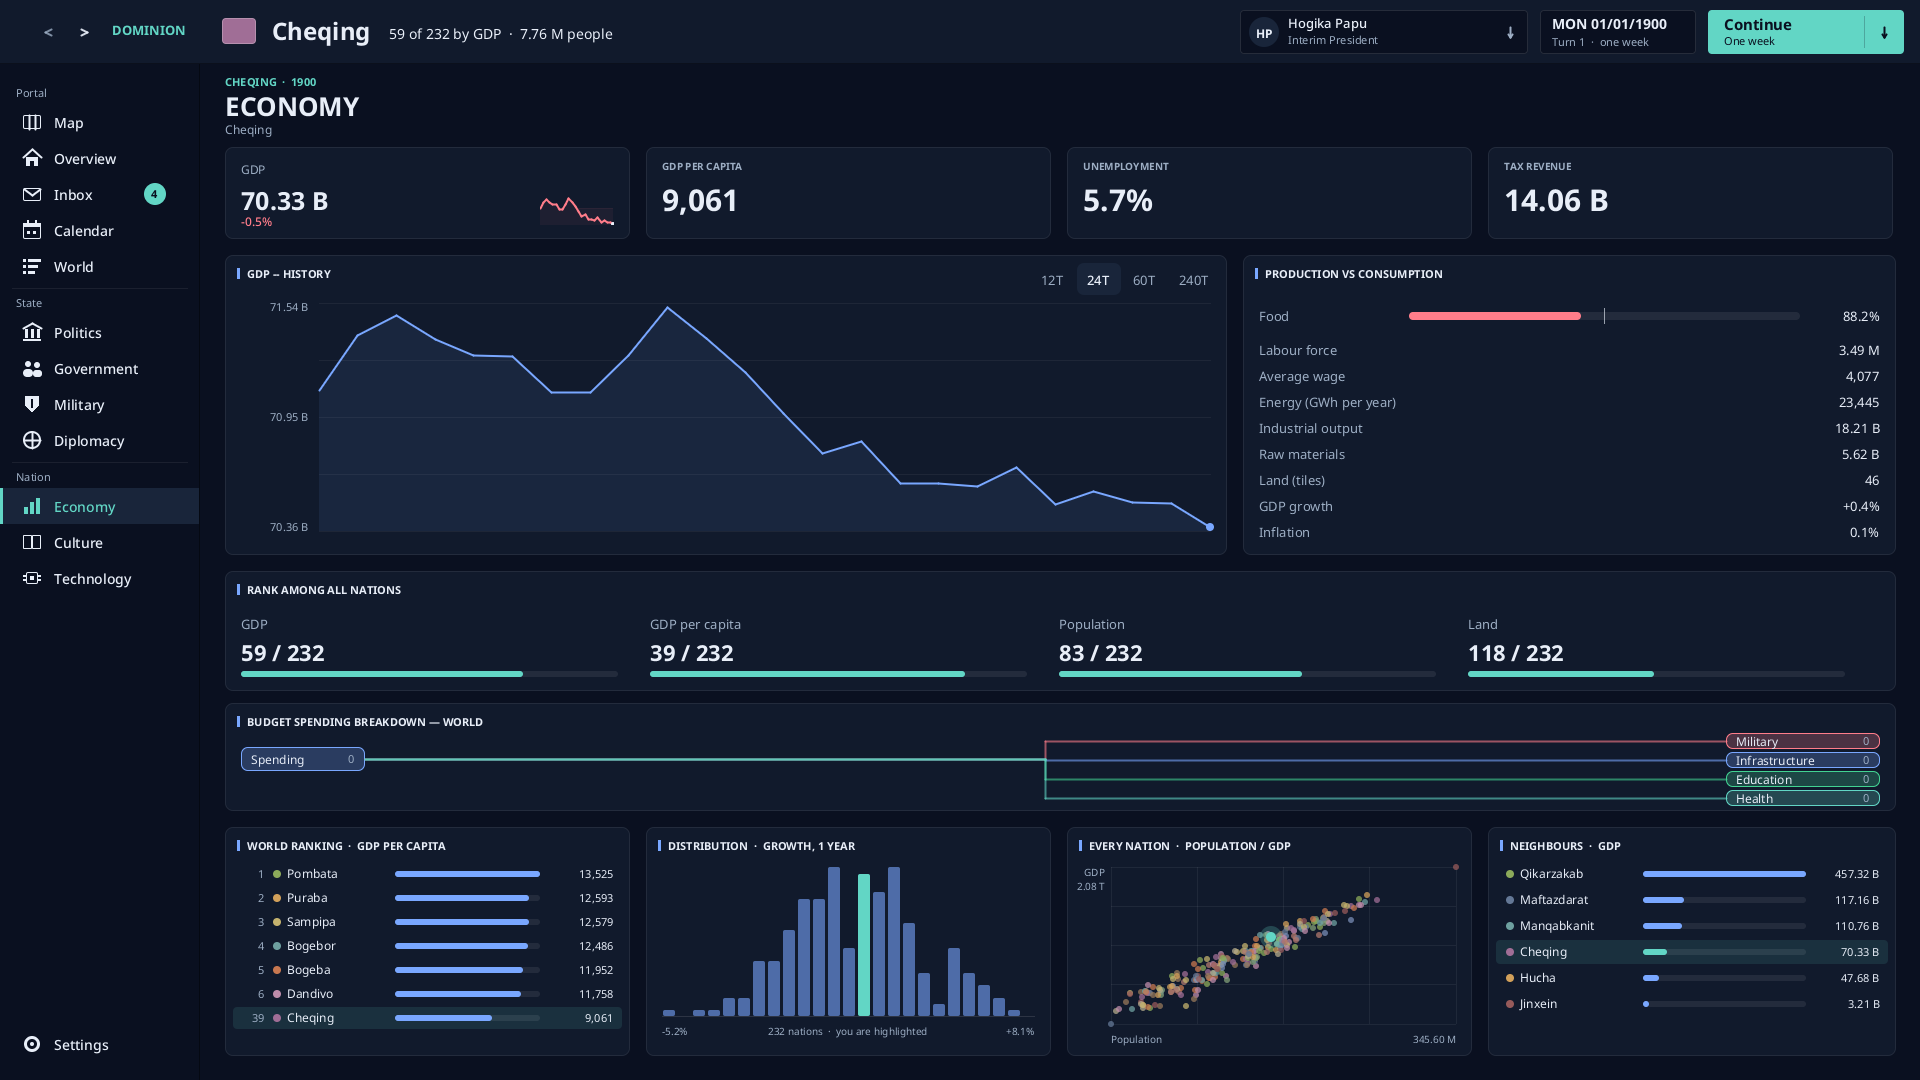 < > DOMINION
Cheqing 59 of 232 by GDP · 7.76 M people
HP Hogika Papu
Interim President
MON 01/01/1900
Turn 1 · one week
Continue
One week
Portal
Map
Overview
Inbox 4
Calendar
World
State
Politics
Government
Military
Diplomacy
Nation
Economy
Culture
Technology
Settings
CHEQING · 1900
ECONOMY
Cheqing
GDP
70.33 B
-0.5%
GDP PER CAPITA
9,061
UNEMPLOYMENT
5.7%
TAX REVENUE
14.06 B
GDP -- HISTORY
12T 24T 60T 240T
71.54 B
70.95 B
70.36 B
PRODUCTION VS CONSUMPTION
Food 88.2%
Labour force 3.49 M
Average wage 4,077
Energy (GWh per year) 23,445
Industrial output 18.21 B
Raw materials 5.62 B
Land (tiles) 46
GDP growth +0.4%
Inflation 0.1%
RANK AMONG ALL NATIONS
GDP
59 / 232
GDP per capita
39 / 232
Population
83 / 232
Land
118 / 232
BUDGET SPENDING BREAKDOWN — WORLD
Spending 0
Military 0
Infrastructure 0
Education 0
Health 0
WORLD RANKING · GDP PER CAPITA
1 Pombata 13,525
2 Puraba 12,593
3 Sampipa 12,579
4 Bogebor 12,486
5 Bogeba 11,952
6 Dandivo 11,758
39 Cheqing 9,061
DISTRIBUTION · GROWTH, 1 YEAR
-5.2% 232 nations · you are highlighted +8.1%
EVERY NATION · POPULATION / GDP
GDP
2.08 T
Population 345.60 M
NEIGHBOURS · GDP
Qikarzakab 457.32 B
Maftazdarat 117.16 B
Manqabkanit 110.76 B
Cheqing 70.33 B
Hucha 47.68 B
Jinxein 3.21 B